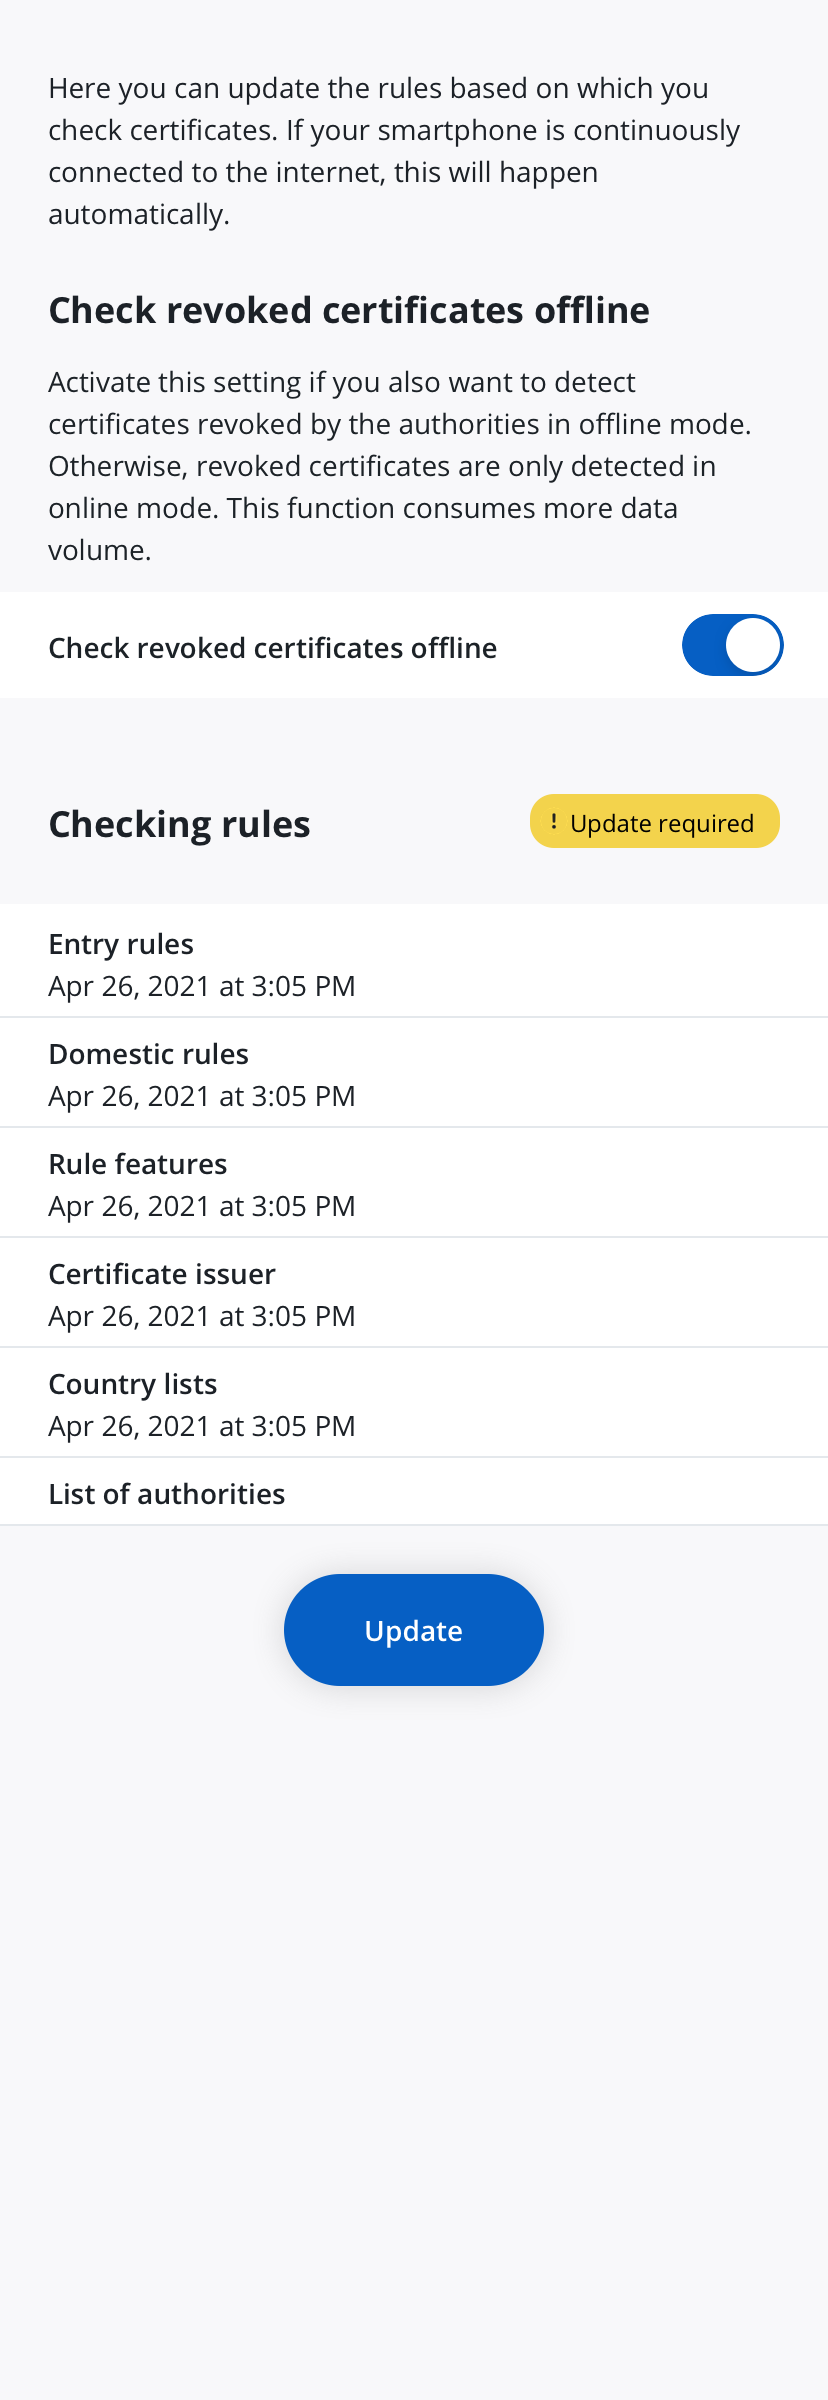 Here you can update the rules based on which you
check certificates. If your smartphone is continuously
connected to the internet, this will happen
automatically.
Check revoked certificates offline
Activate this setting if you also want to detect
certificates revoked by the authorities in offline mode.
Otherwise, revoked certificates are only detected in
online mode. This function consumes more data
volume.
Check revoked certificates offline
Checking rules
! Update required
Entry rules
Apr 26, 2021 at 3:05 PM
Domestic rules
Apr 26, 2021 at 3:05 PM
Rule features
Apr 26, 2021 at 3:05 PM
Certificate issuer
Apr 26, 2021 at 3:05 PM
Country lists
Apr 26, 2021 at 3:05 PM
List of authorities
Update